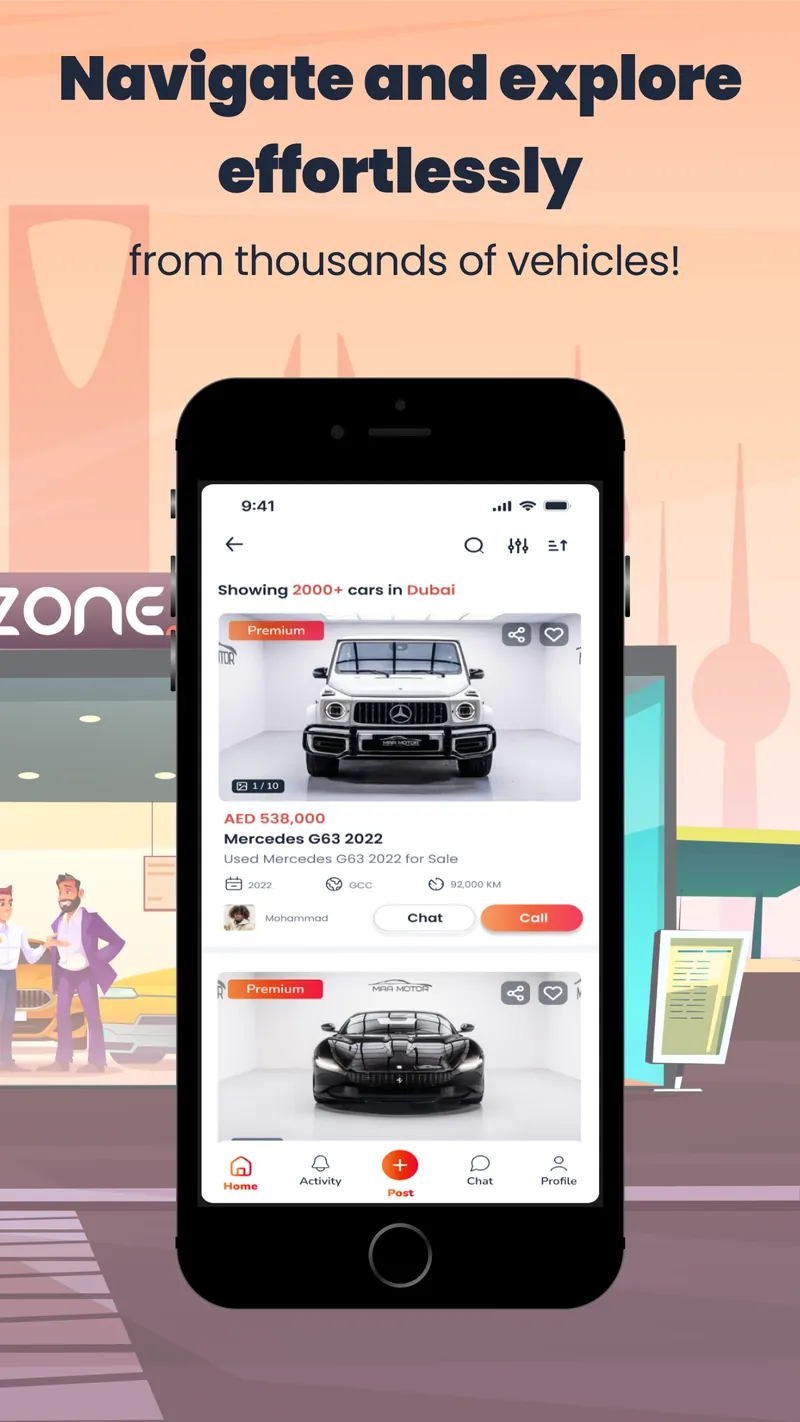 Navigate and explore
effortlessly
from thousands of vehicles!
9:41
Showing 2000+ cars in Dubai
ZONE
Premium
MAA MOTOR
1 / 10
AED 538,000
Mercedes G63 2022
Used Mercedes G63 2022 for Sale
2022
GCC
92,000 KM
Mohammad
Chat
Call
Premium
MAA MOTOR
Home
Activity
Post
Chat
Profile